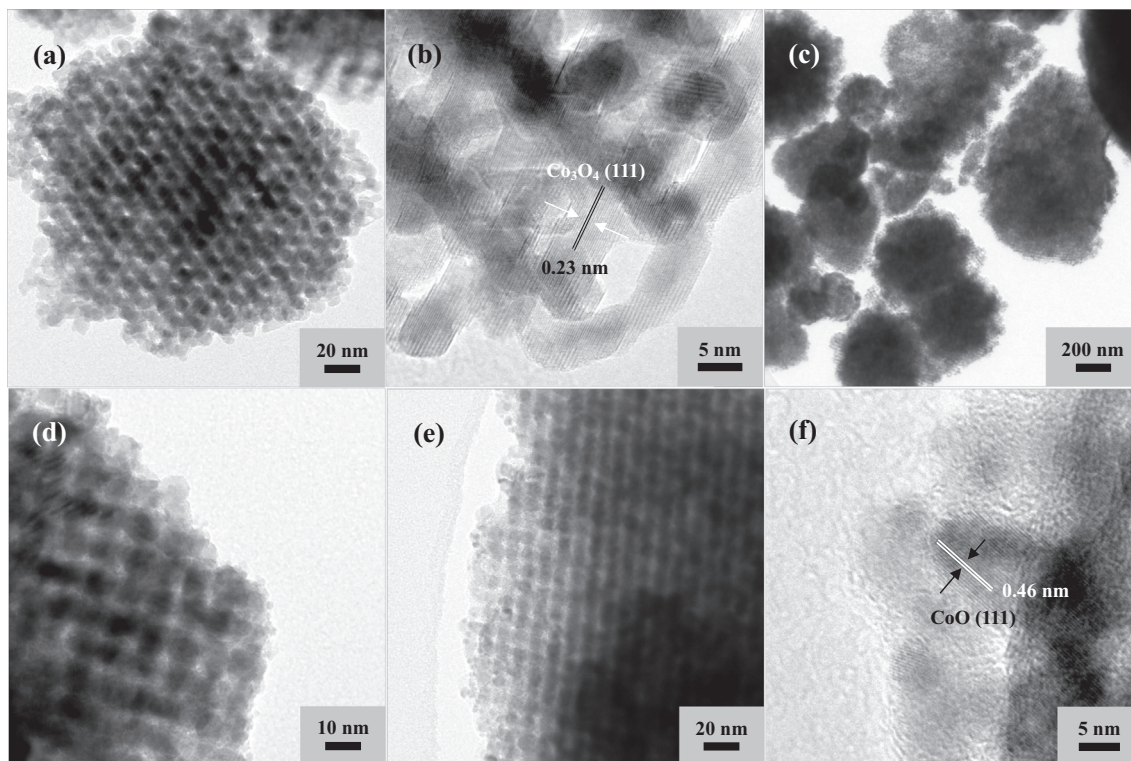 (a)
20 nm
(b)
Co₃O₄ (111)
0.23 nm
5 nm
(c)
200 nm
(d)
10 nm
(e)
20 nm
(f)
0.46 nm
CoO (111)
5 nm